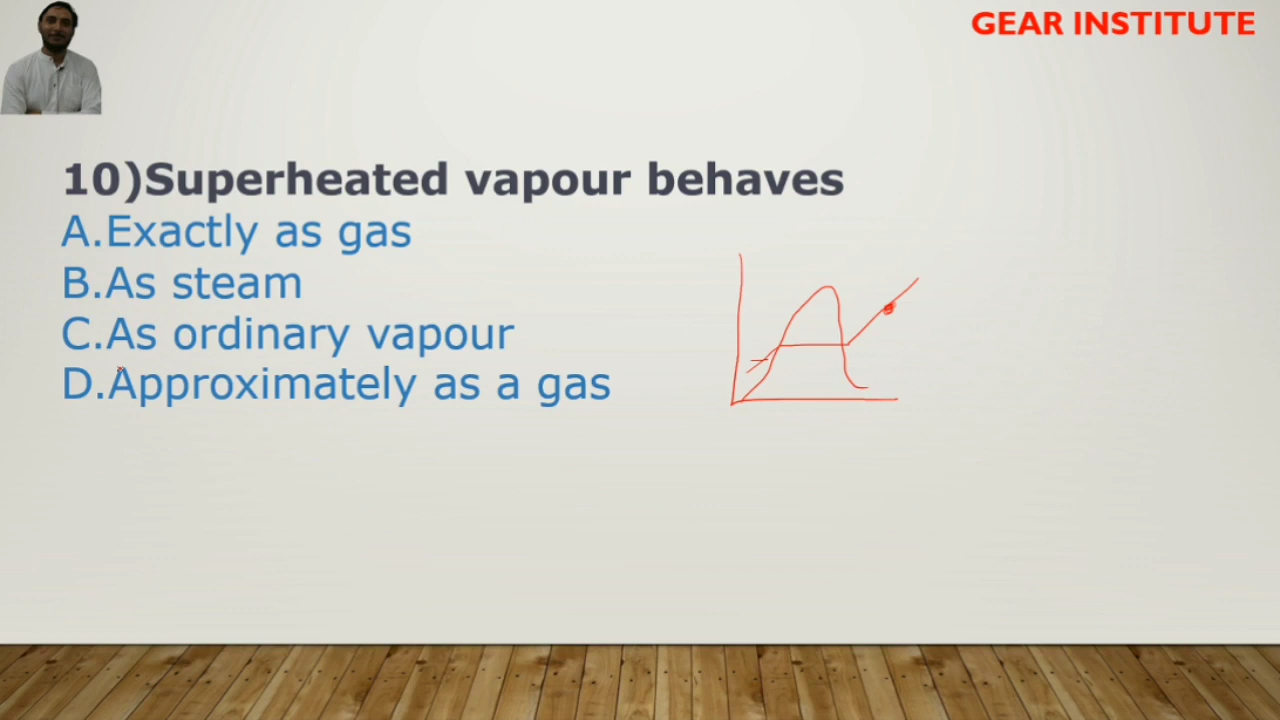 GEAR INSTITUTE
10)Superheated vapour behaves
A.Exactly as gas
B.As steam
C.As ordinary vapour
D.Approximately as a gas